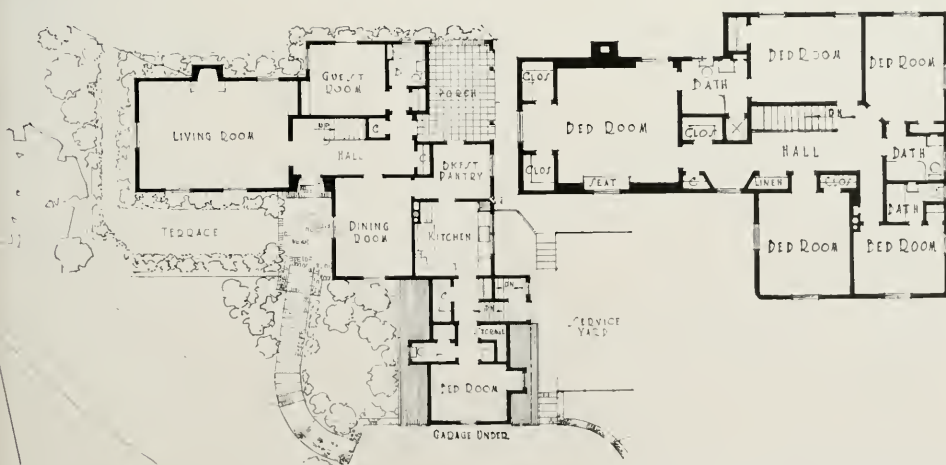 GUEST
ROOM
PORCH
LIVING ROOM
UP
C
HALL
C
BKFST
PANTRY
TERRACE
DINING
ROOM
KITCHEN
C
DN
DN
STORAGE
SERVICE
YARD
BED ROOM
GARAGE UNDER
CLOS
BED ROOM
CLOS
SEAT
BATH
CLOS
C
BED ROOM
BED ROOM
DN
HALL
BATH
LINEN
CLOS
BATH
BED ROOM
BED ROOM